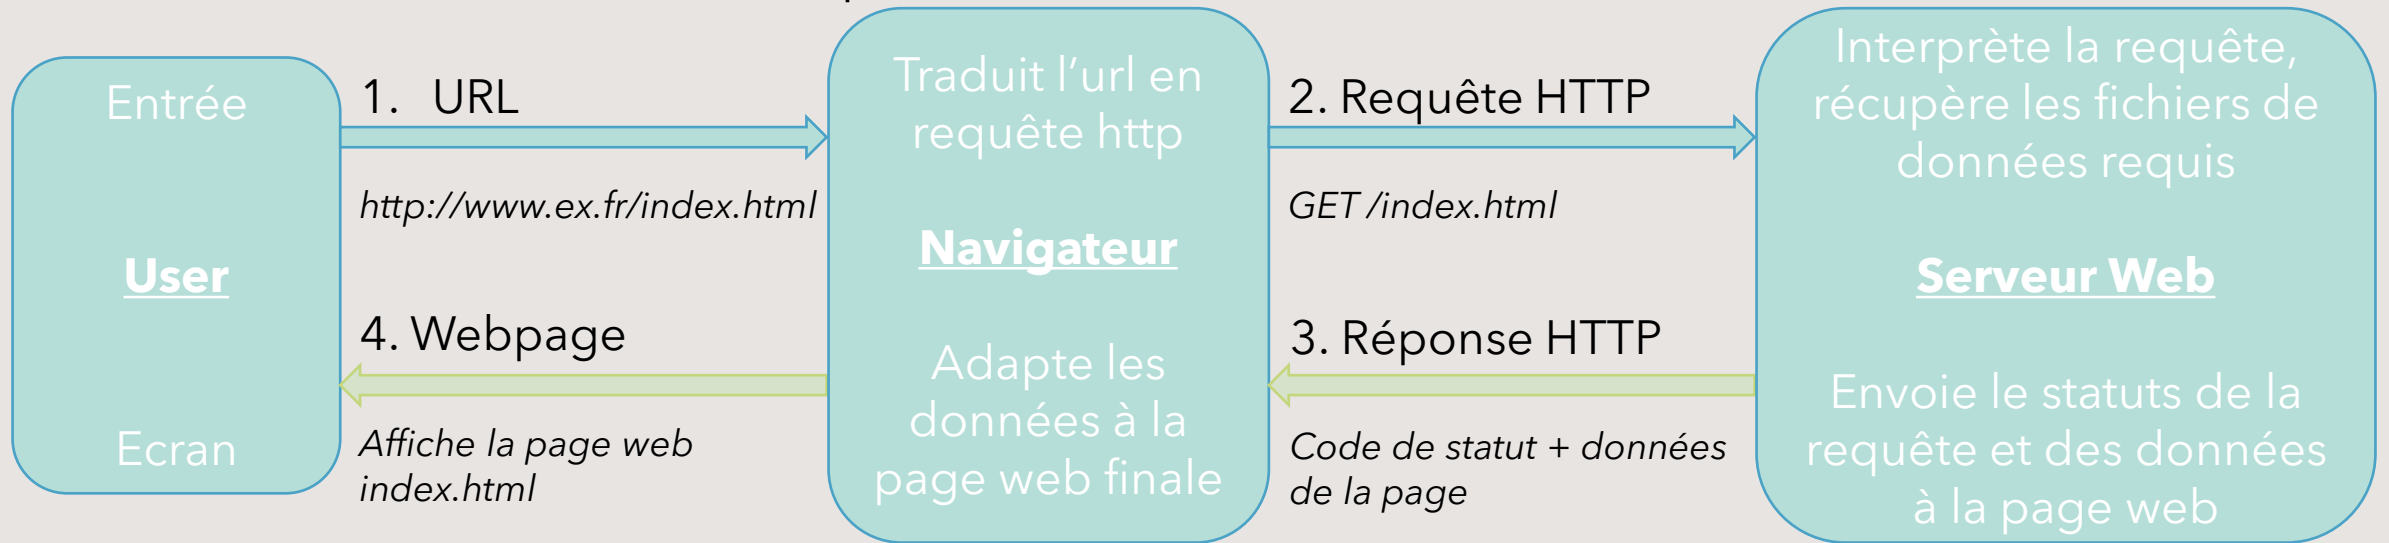 Entrée
User
Ecran
1. URL
http://www.ex.fr/index.html
4. Webpage
Affiche la page web
index.html
Traduit l’url en
requête http
Navigateur
Adapte les
données à la
page web finale
2. Requête HTTP
GET /index.html
3. Réponse HTTP
Code de statut + données
de la page
Interprète la requête,
récupère les fichiers de
données requis
Serveur Web
Envoie le statuts de la
requête et des données
à la page web